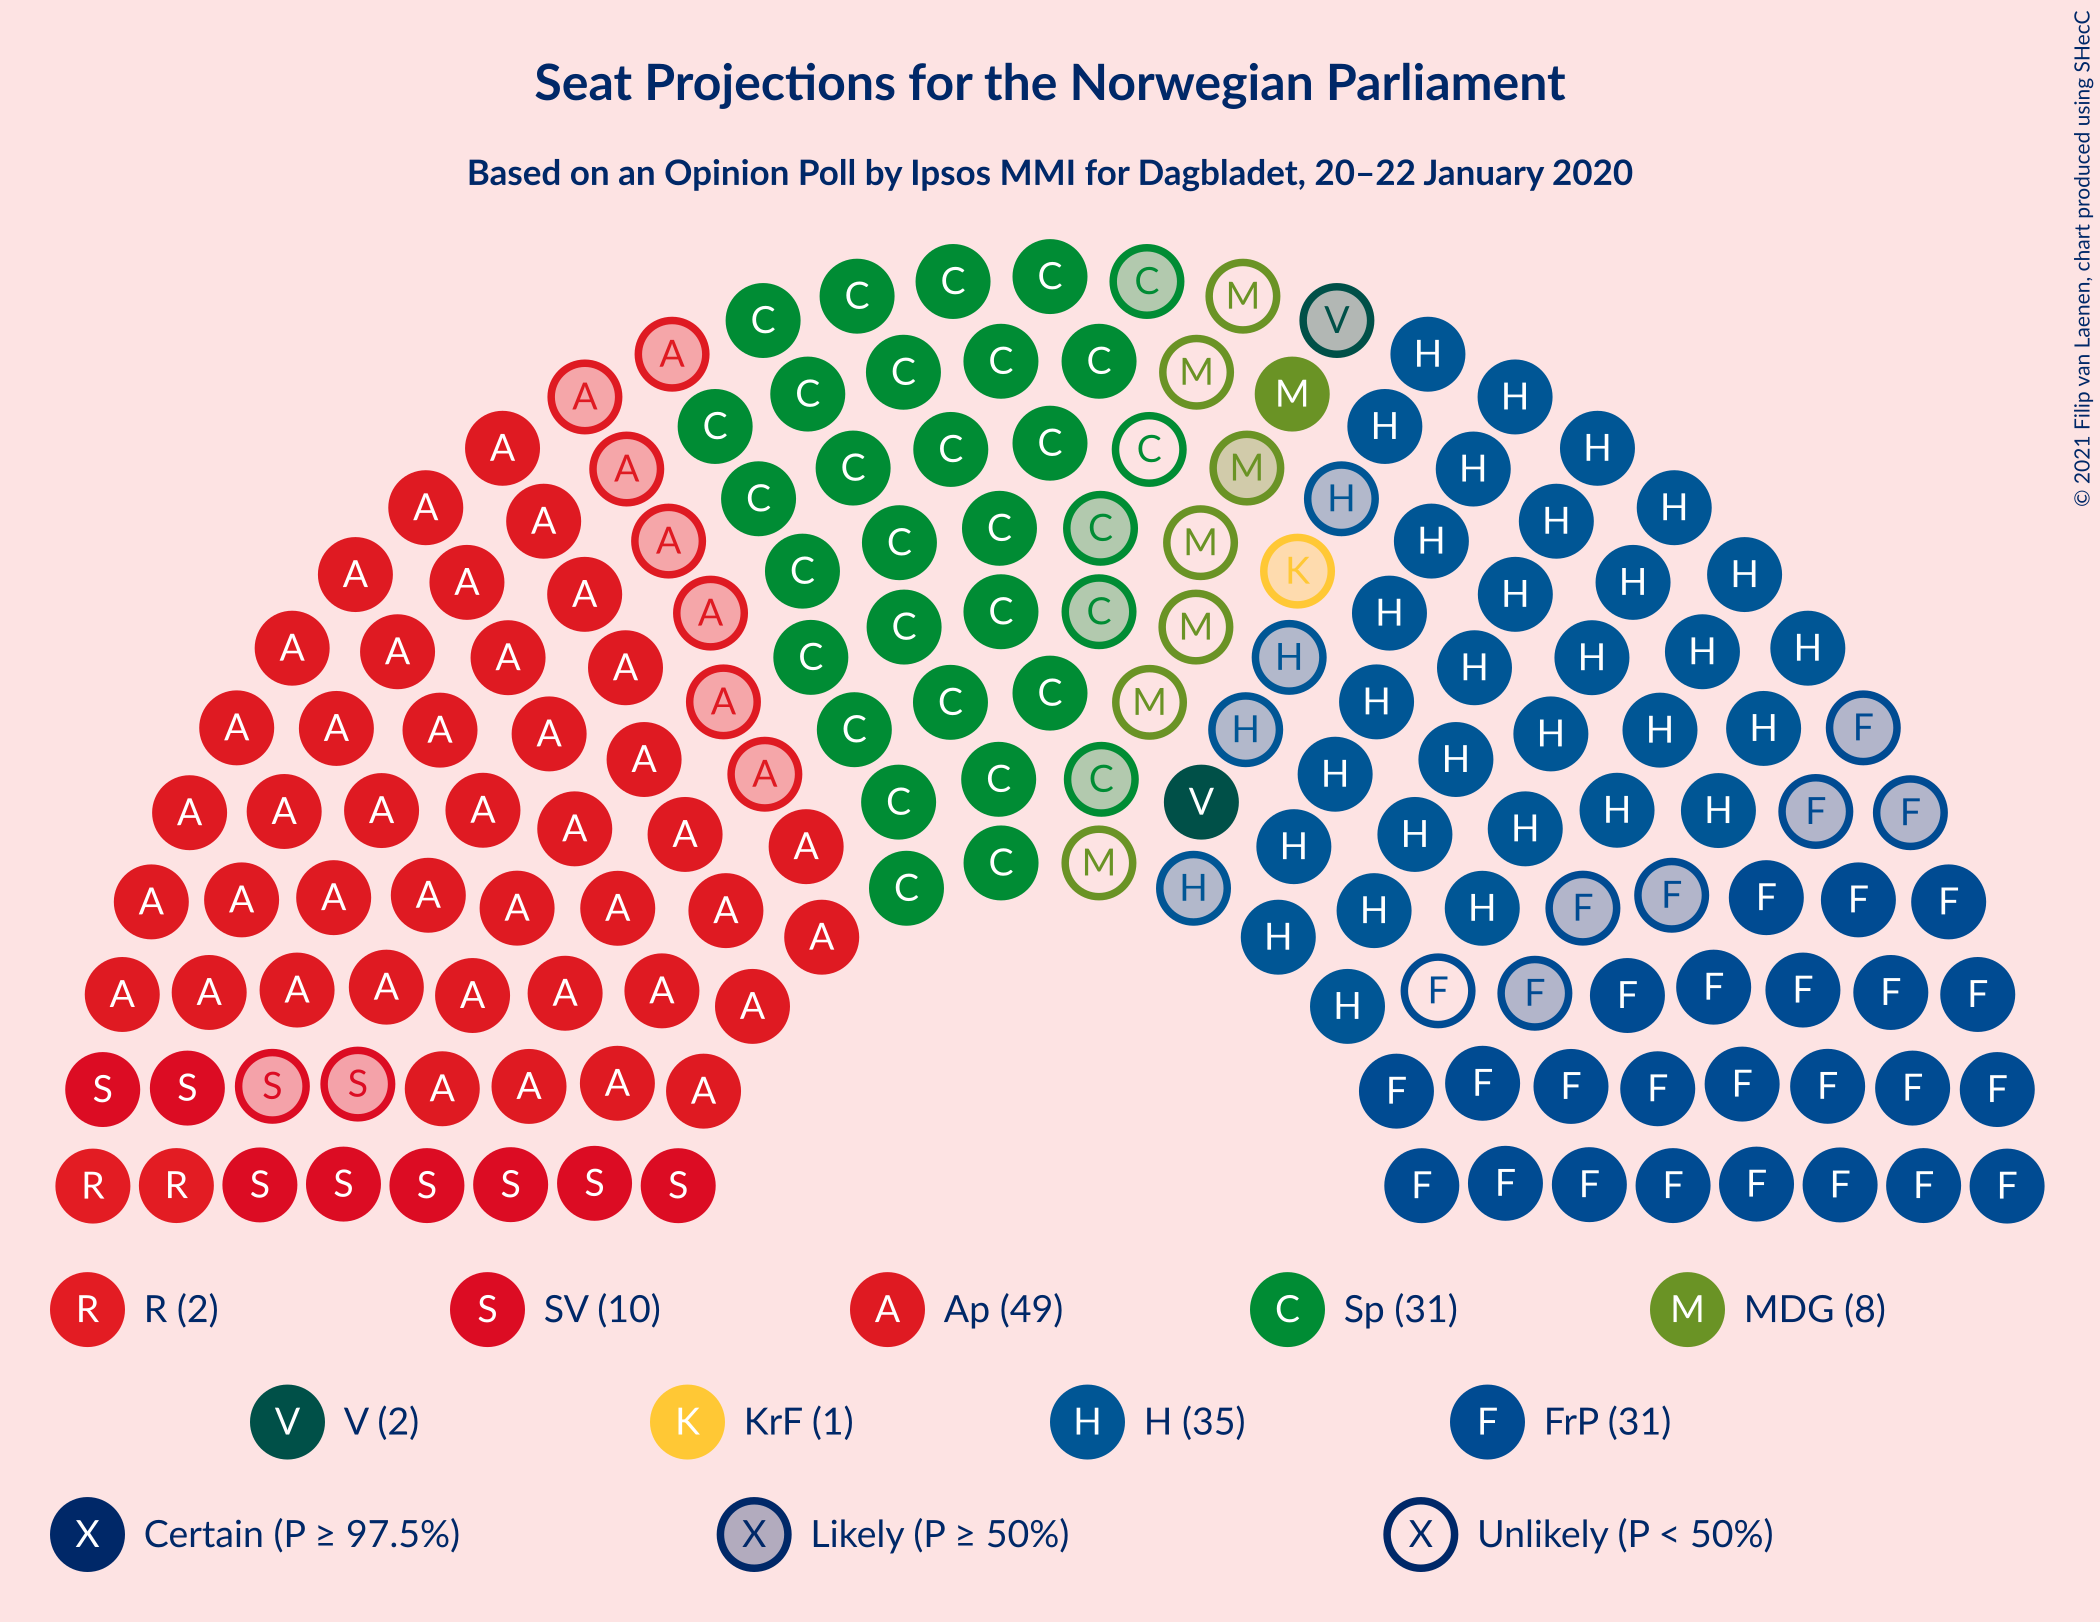 Seat Projections for the Norwegian Parliament
Based on an Opinion Poll by Ipsos MMI for Dagbladet, 20–22 January 2020
© 2021 Filip van Laenen, chart produced using SHecC
C C C C C M V
A A H H
C C C C M M
A C H H H
A C C C C M H H H
A A C C C M K H H H
A A A C C C M H H H H
A A A A C C C M H H H H H F
A A A A A A C C C V H H H H H F F
A A A A A A A A C C M H H H H F F F F F
A A A A A A A A H F F F F F F F
S S S S A A A A F F F F F F F F
R R S S S S S S F F F F F F F F
R R (2) S SV (10) A Ap (49) C Sp (31) M MDG (8)
V V (2) K KrF (1) H H (35) F FrP (31)
X Certain (P ≥ 97.5%) X Likely (P ≥ 50%) X Unlikely (P < 50%)